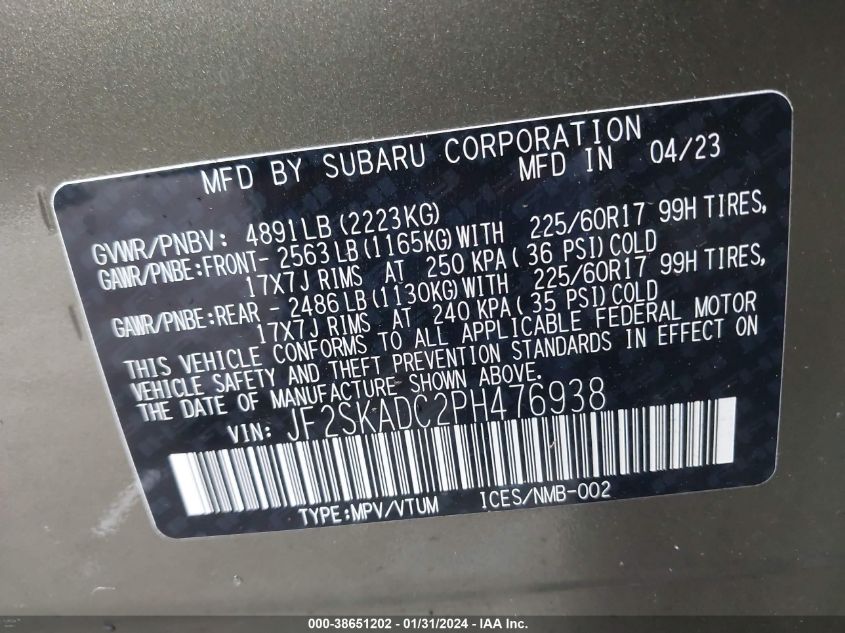 MFD BY SUBARU CORPORATION
MFD IN 04/23
GVWR/PNBV: 4891LB (2223KG)
GAWR/PNBE:FRONT- 2563LB(1165KG)WITH 225/60R17 99H TIRES,
17X7J RIMS AT 250 KPA( 36 PSI)COLD
GAWR/PNBE:REAR - 2486LB(1130KG)WITH 225/60R17 99H TIRES,
17X7J RIMS AT 240 KPA( 35 PSI)COLD
THIS VEHICLE CONFORMS TO ALL APPLICABLE FEDERAL MOTOR
VEHICLE SAFETY AND THEFT PREVENTION STANDARDS IN EFFECT ON
THE DATE OF MANUFACTURE SHOWN ABOVE.
VIN: JF2SKADC2PH476938
TYPE:MPV/VTUM ICES/NMB-002
000-38651202 - 01/31/2024 - IAA Inc.